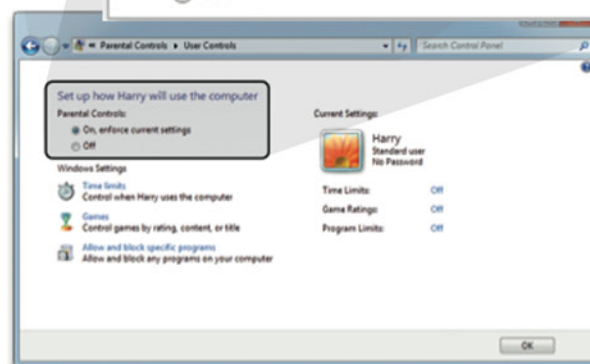 Parental Controls ▸ User Controls
Search Control Panel
Set up how Harry will use the computer
Parental Controls:
On, enforce current settings
Off
Current Settings:
Harry
Standard user
No Password
Windows Settings
Time limits
Control when Harry uses the computer
Games
Control games by rating, content, or title
Allow and block specific programs
Allow and block any programs on your computer
Time Limits: Off
Game Ratings: Off
Program Limits: Off
OK